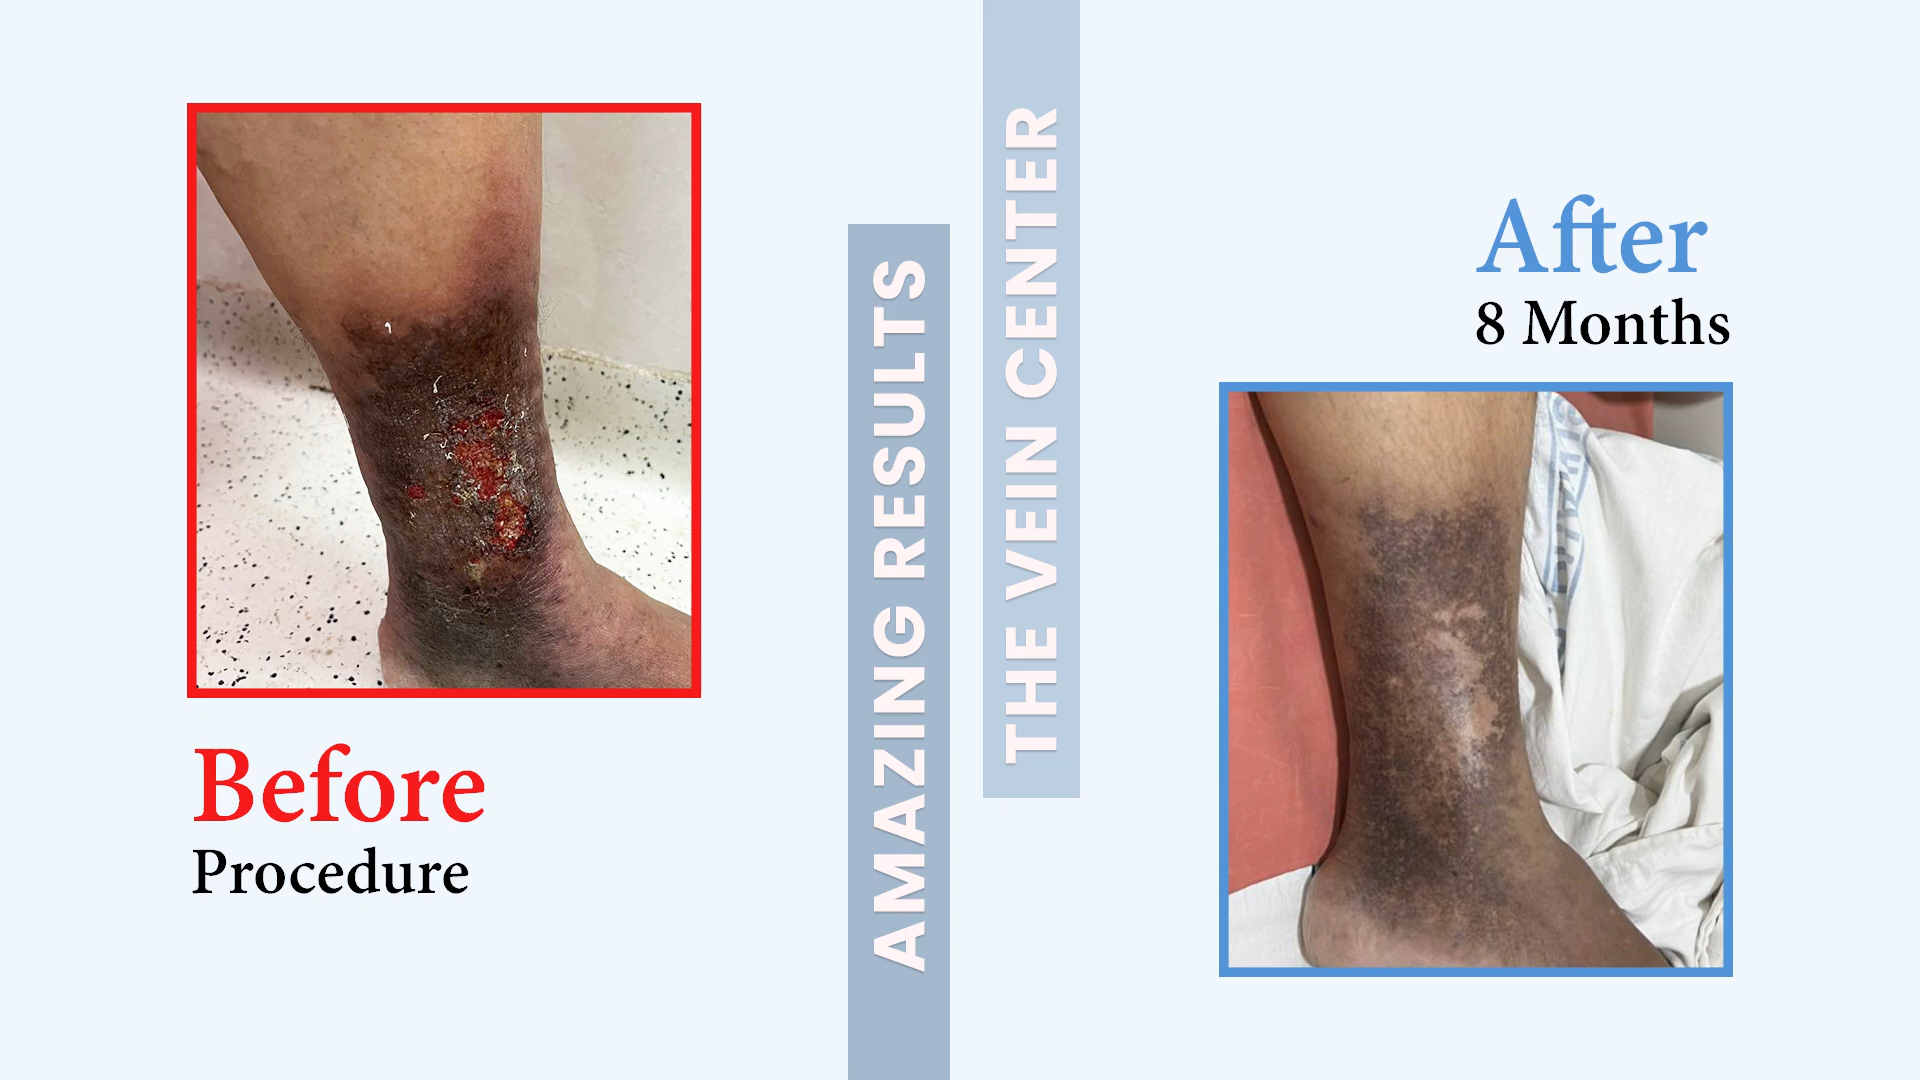 Before
Procedure
AMAZING RESULTS
THE VEIN CENTER
After
8 Months